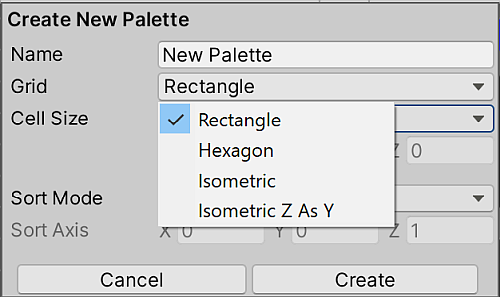 Create New Palette
Name New Palette
Grid Rectangle
Cell Size Rectangle
Hexagon Z 0
Isometric
Sort Mode Isometric Z As Y
Sort Axis X 0 Y 0 Z 1
Cancel Create